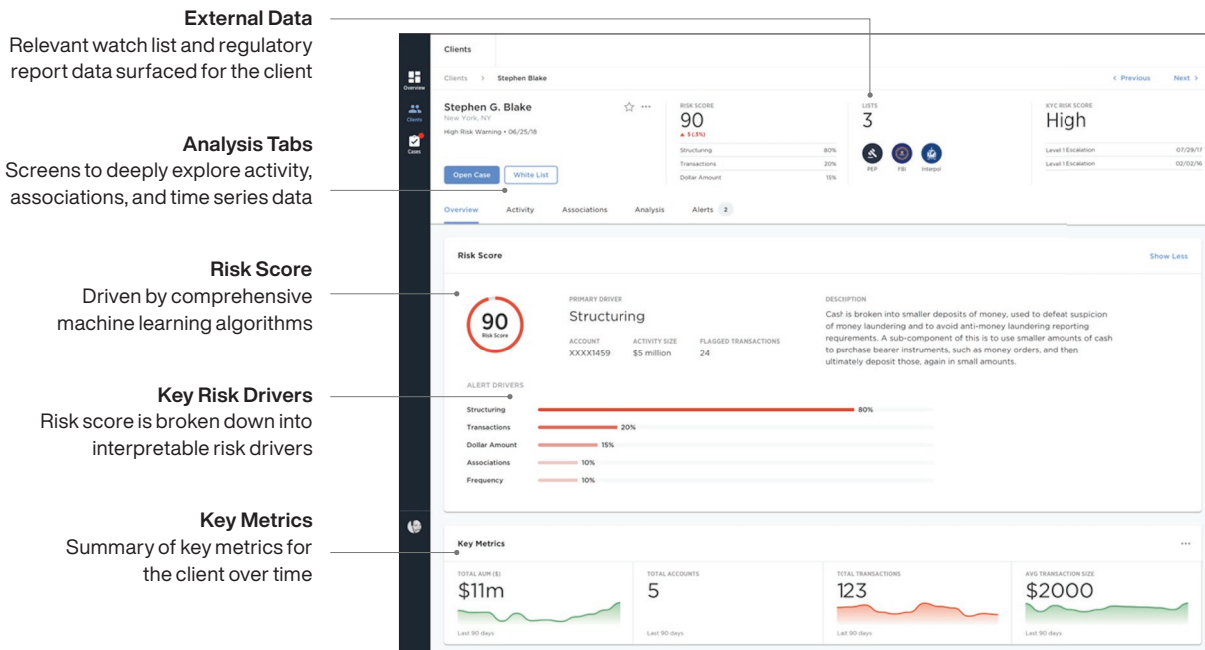 External Data
Relevant watch list and regulatory
report data surfaced for the client
Analysis Tabs
Screens to deeply explore activity,
associations, and time series data
Risk Score
Driven by comprehensive
machine learning algorithms
Key Risk Drivers
Risk score is broken down into
interpretable risk drivers
Key Metrics
Summary of key metrics for
the client over time
Overview
Clients
Cases
Clients
Clients > Stephen Blake
< Previous Next >
Stephen G. Blake
New York, NY
High Risk Warning • 06/25/18
Open Case White List
RISK SCORE
90
▲ 5 (.3%)
Structuring 80%
Transactions 20%
Dollar Amount 15%
LISTS
3
PEP FBI Interpol
KYC RISK SCORE
High
Level 1 Escalation 07/29/17
Level 1 Escalation 02/02/16
Overview Activity Associations Analysis Alerts 2
Risk Score Show Less
90
Risk Score
PRIMARY DRIVER
Structuring
ACCOUNT ACTIVITY SIZE FLAGGED TRANSACTIONS
XXXX1459 $5 million 24
DESCRIPTION
Cash is broken into smaller deposits of money, used to defeat suspicion
of money laundering and to avoid anti-money laundering reporting
requirements. A sub-component of this is to use smaller amounts of cash
to purchase bearer instruments, such as money orders, and then
ultimately deposit those, again in small amounts.
ALERT DRIVERS
Structuring 80%
Transactions 20%
Dollar Amount 15%
Associations 10%
Frequency 10%
Key Metrics
TOTAL AUM ($)
$11m
Last 90 days
TOTAL ACCOUNTS
5
Last 90 days
TOTAL TRANSACTIONS
123
Last 90 days
AVG TRANSACTION SIZE
$2000
Last 90 days